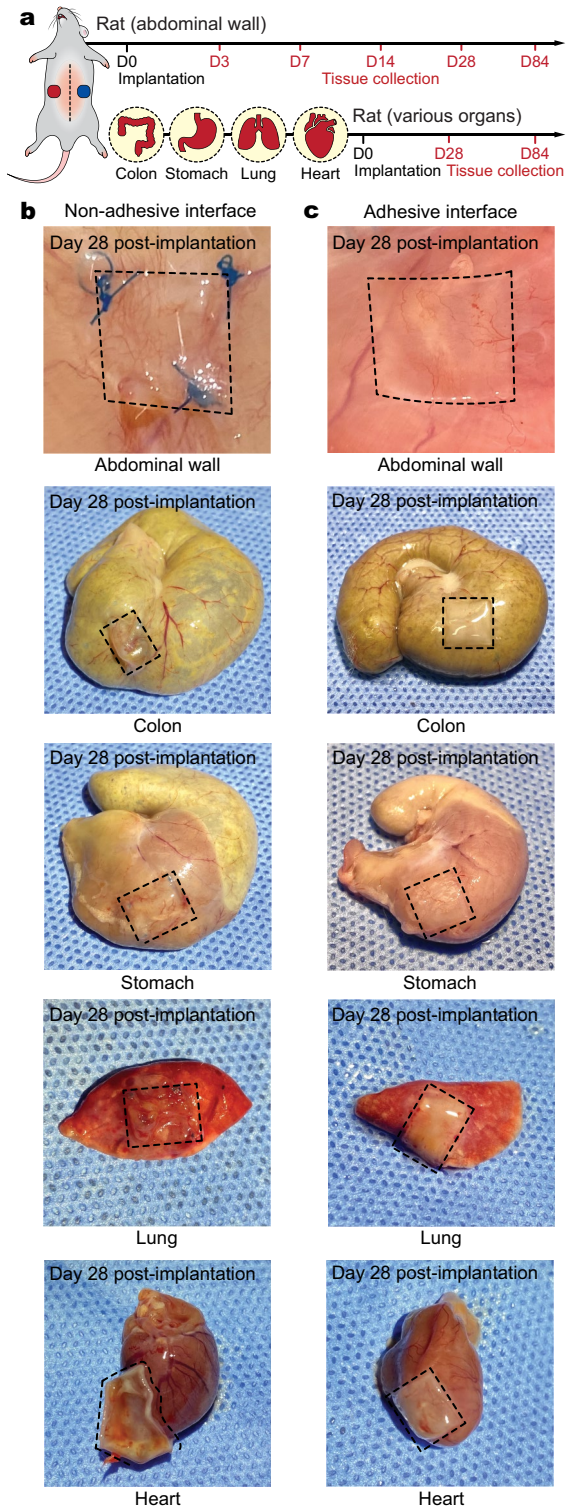 a
Rat (abdominal wall)
D0 D3 D7 D14 D28 D84
Implantation Tissue collection
Rat (various organs)
Colon Stomach Lung Heart
D0 D28 D84
Implantation Tissue collection
b Non-adhesive interface
c Adhesive interface
Day 28 post-implantation
Day 28 post-implantation
Abdominal wall
Abdominal wall
Day 28 post-implantation
Day 28 post-implantation
Colon
Colon
Day 28 post-implantation
Day 28 post-implantation
Stomach
Stomach
Day 28 post-implantation
Day 28 post-implantation
Lung
Lung
Day 28 post-implantation
Day 28 post-implantation
Heart
Heart